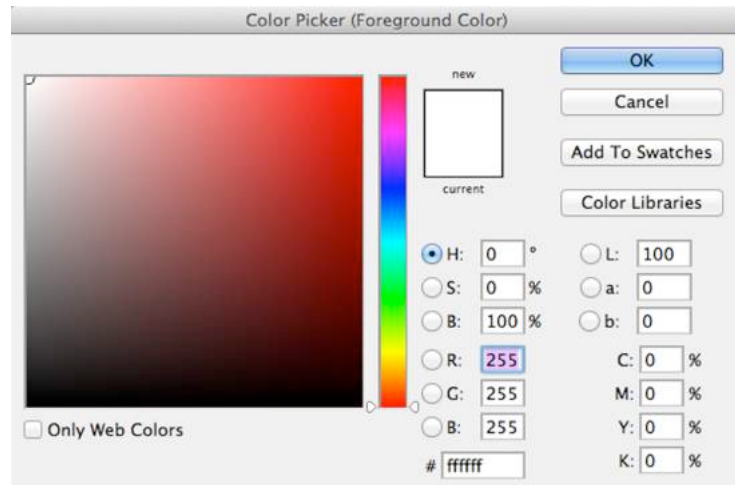 Color Picker (Foreground Color)
new
current
OK
Cancel
Add To Swatches
Color Libraries
H: 0 °
S: 0 %
B: 100 %
R: 255
G: 255
B: 255
# ffffff
L: 100
a: 0
b: 0
C: 0 %
M: 0 %
Y: 0 %
K: 0 %
Only Web Colors